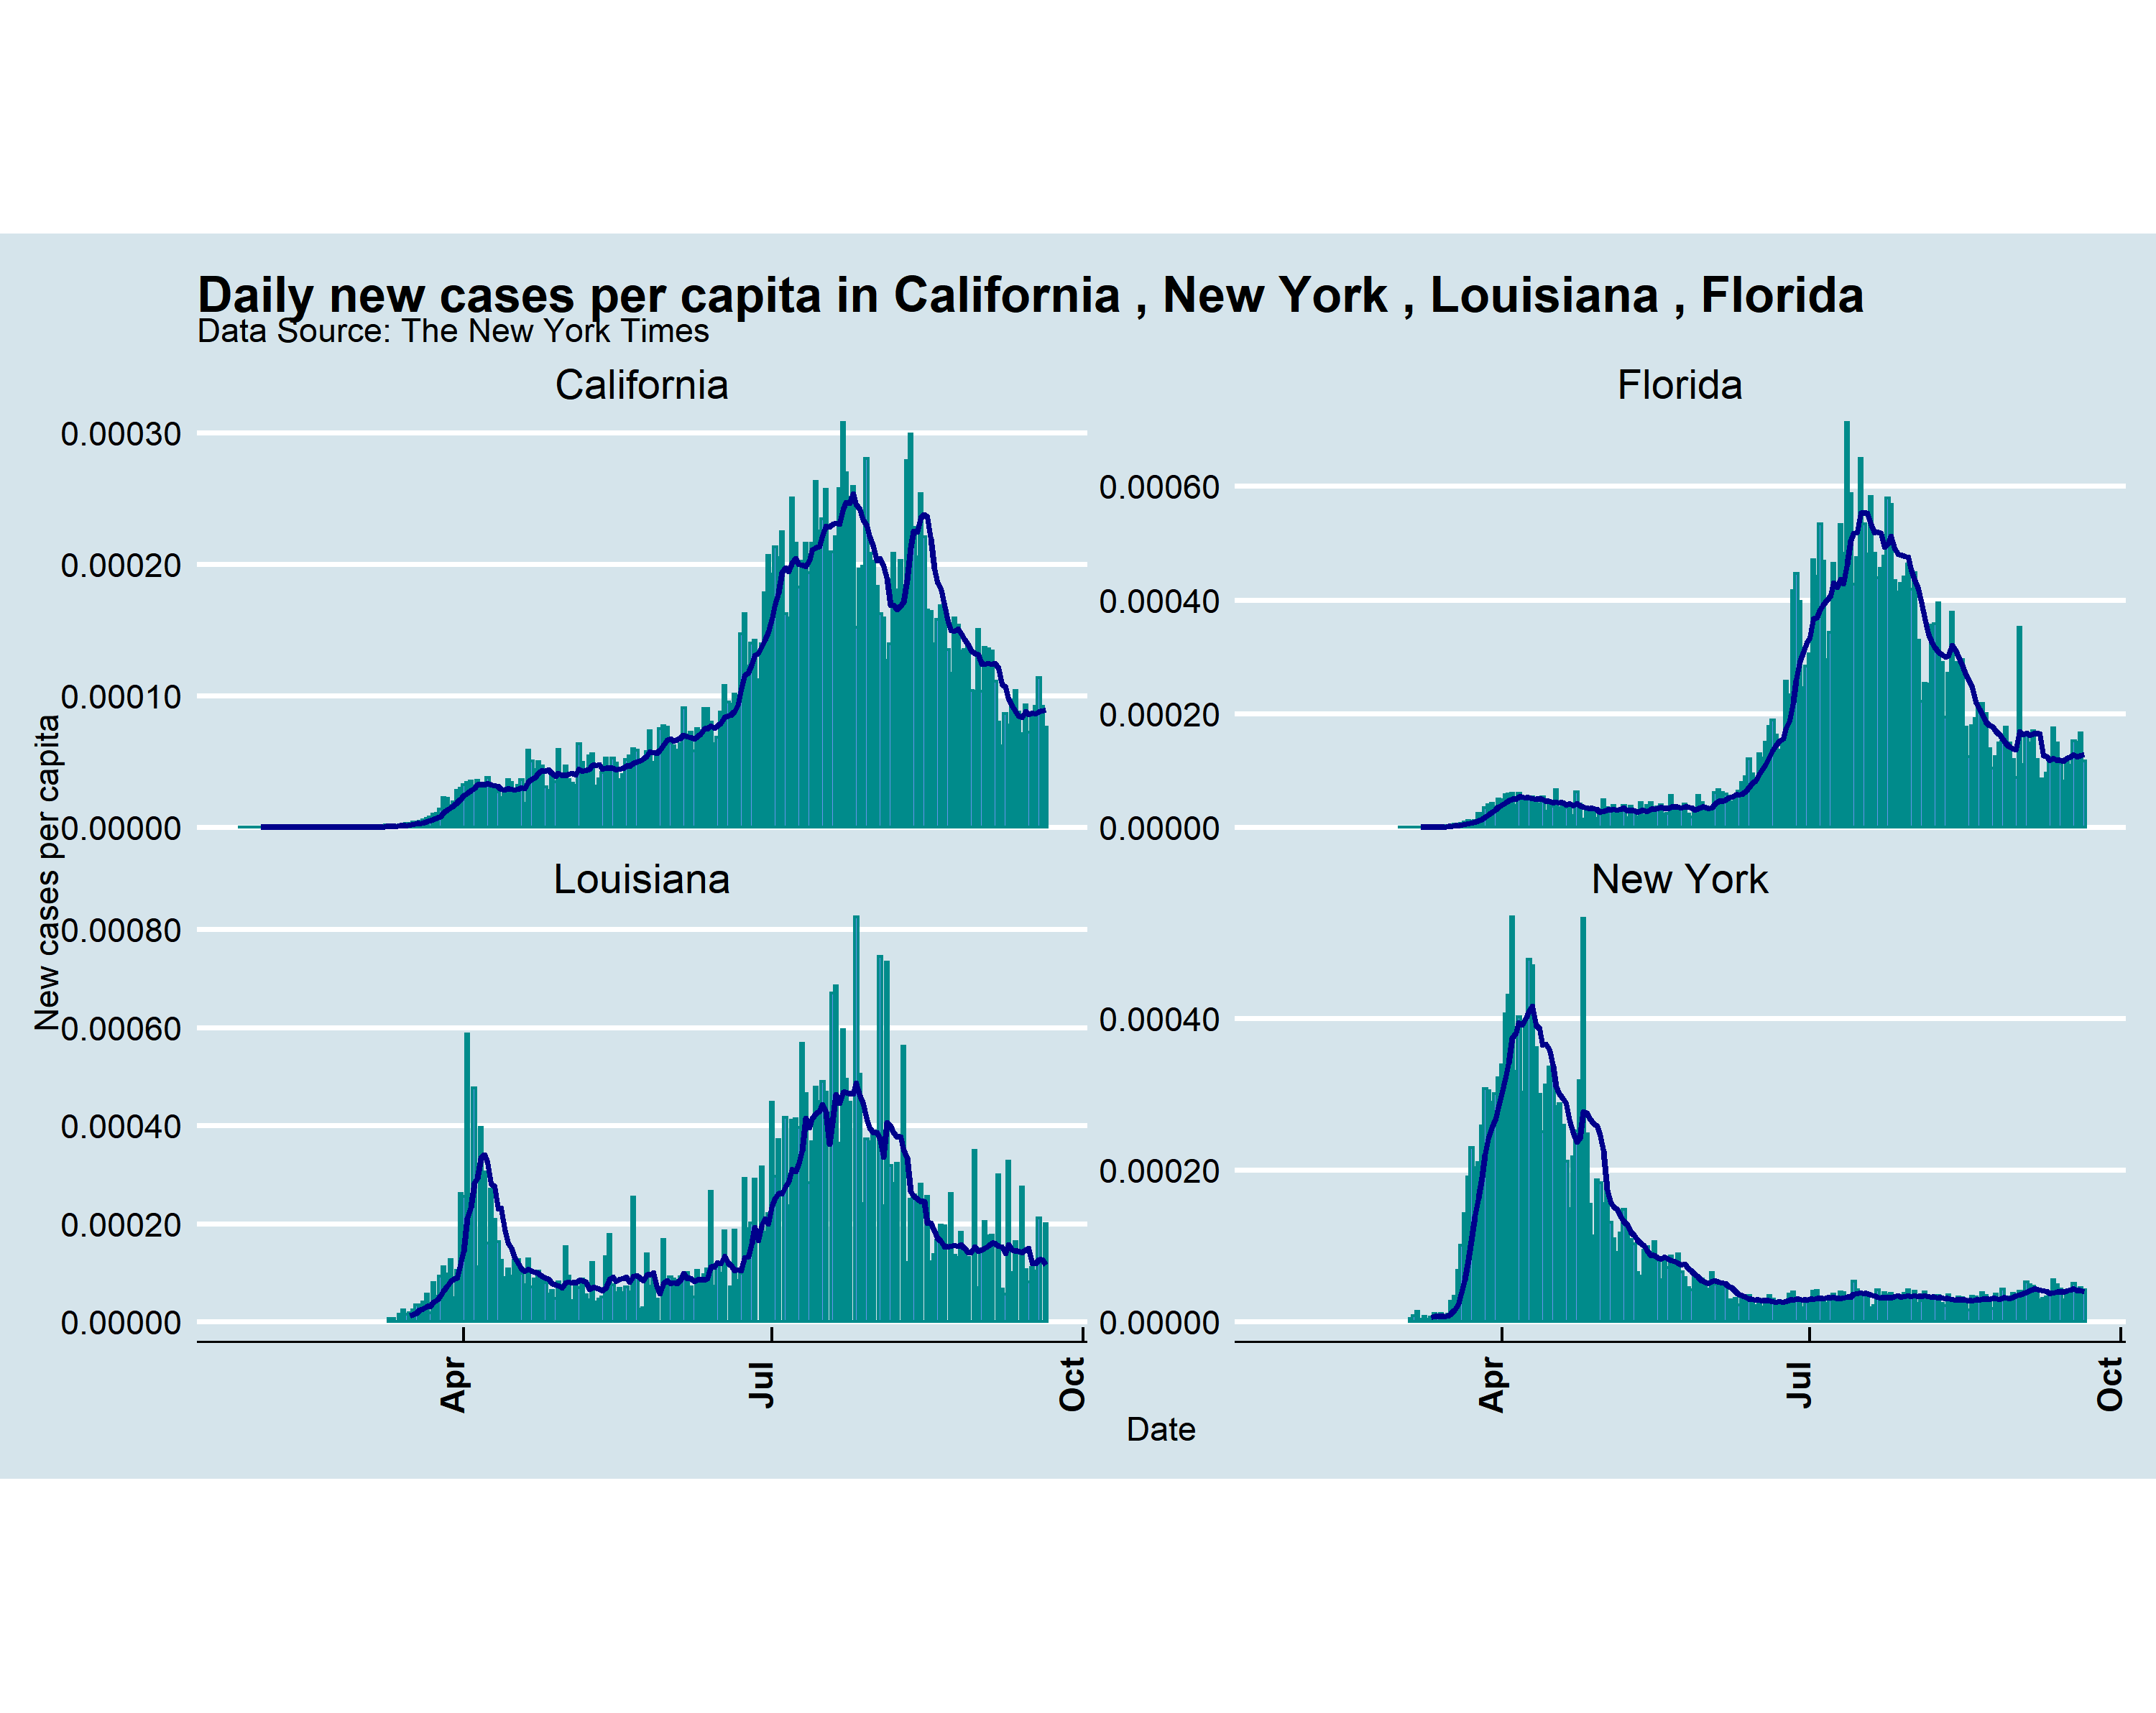 Daily new cases per capita in California , New York , Louisiana , Florida
Data Source: The New York Times
California
Florida
0.00030
0.00020
0.00010
0.00000
0.00060
0.00040
0.00020
0.00000
New cases per capita
Louisiana
New York
0.00080
0.00060
0.00040
0.00020
0.00000
0.00040
0.00020
0.00000
Apr
Jul
Oct
Apr
Jul
Oct
Date